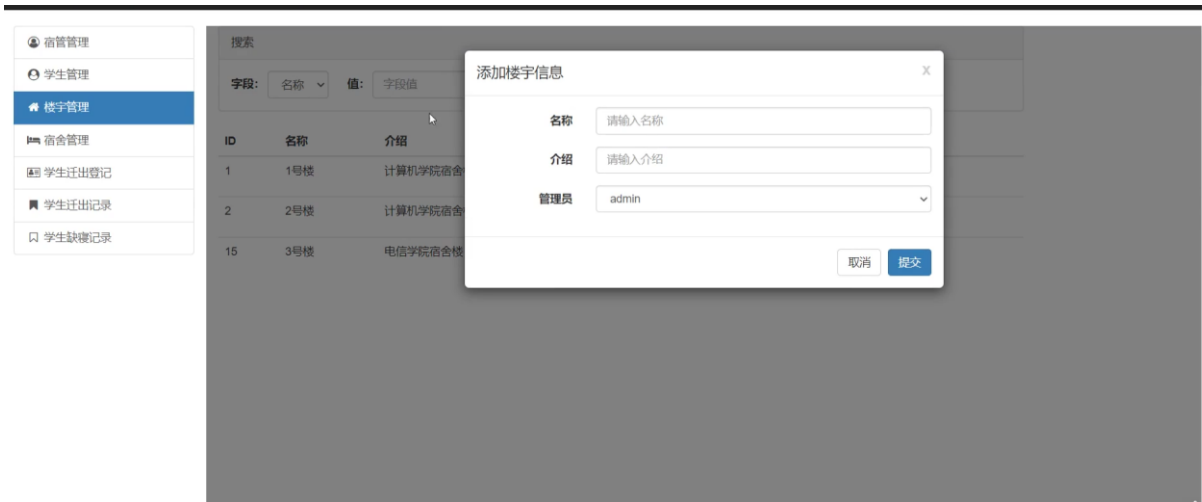 宿管管理
学生管理
楼宇管理
宿舍管理
学生迁出登记
学生迁出记录
学生缺寝记录
搜索
字段: 名称 值: 字段值
ID 名称 介绍
1 1号楼 计算机学院宿舍
2 2号楼 计算机学院宿舍
15 3号楼 电信学院宿舍楼
添加楼宇信息 X
名称 请输入名称
介绍 请输入介绍
管理员 admin
取消 提交